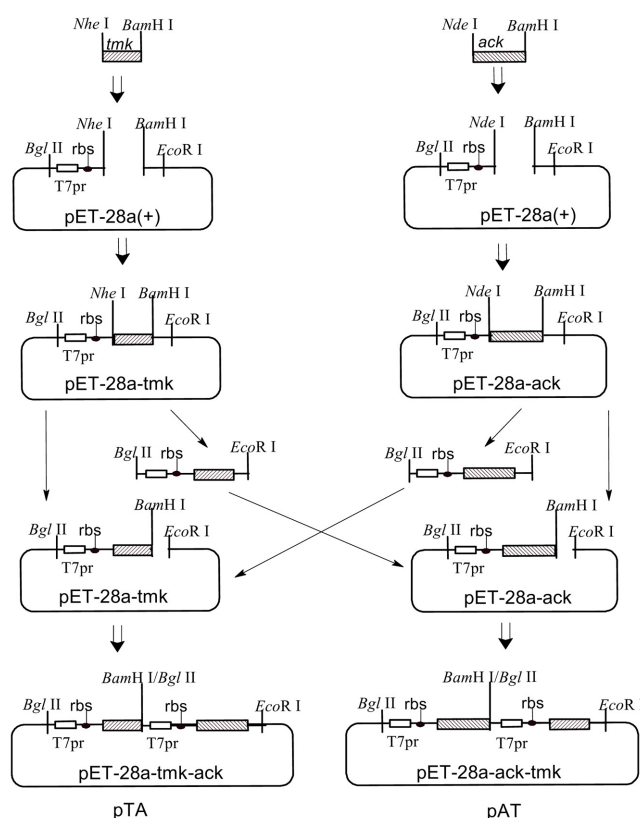 Nhe I BamH I
tmk
Nde I BamH I
ack
Nhe I BamH I
Bgl II rbs EcoR I
T7pr
pET-28a(+)
Nde I BamH I
Bgl II rbs EcoR I
T7pr
pET-28a(+)
Nhe I BamH I
Bgl II rbs EcoR I
T7pr
pET-28a-tmk
Nde I BamH I
Bgl II rbs EcoR I
T7pr
pET-28a-ack
Bgl II rbs EcoR I
Bgl II rbs EcoR I
BamH I
Bgl II rbs EcoR I
T7pr
pET-28a-tmk
BamH I
Bgl II rbs EcoR I
T7pr
pET-28a-ack
BamH I/Bgl II
Bgl II rbs rbs EcoR I
T7pr T7pr
pET-28a-tmk-ack
pTA
BamH I/Bgl II
Bgl II rbs rbs EcoR I
T7pr T7pr
pET-28a-ack-tmk
pAT